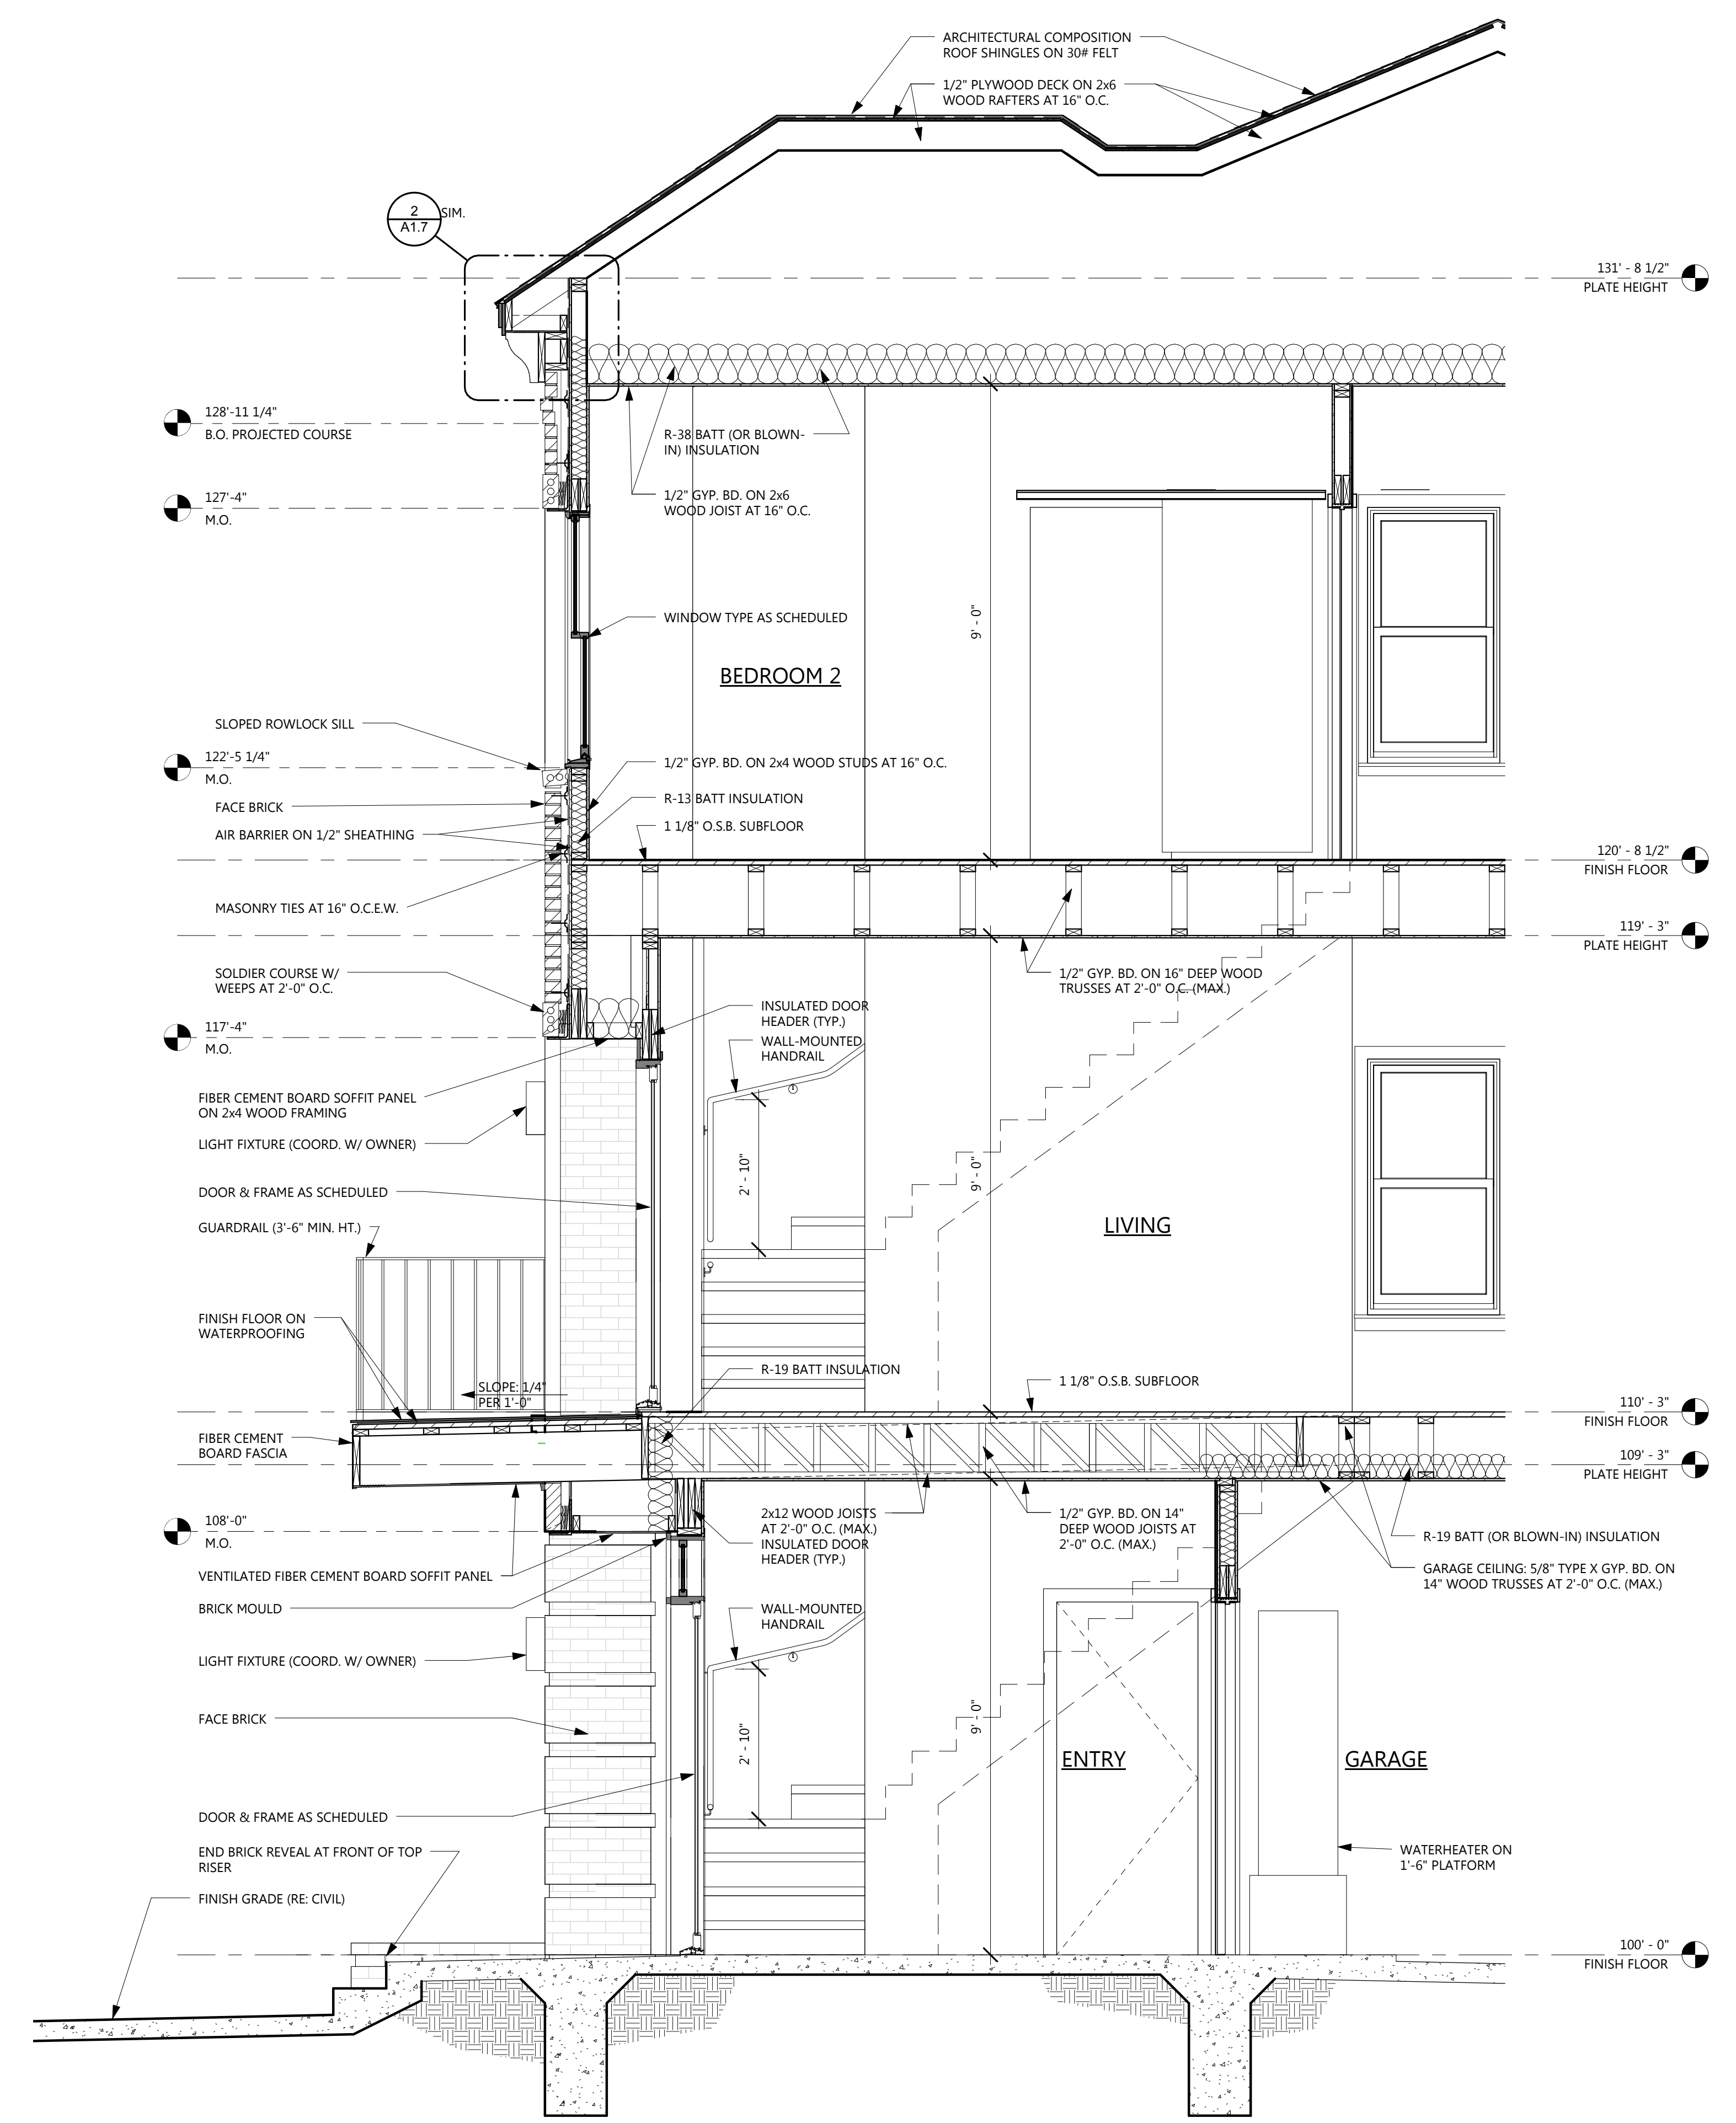 ARCHITECTURAL COMPOSITION
ROOF SHINGLES ON 30# FELT
1/2" PLYWOOD DECK ON 2x6
WOOD RAFTERS AT 16" O.C.
2
A1.7
SIM.
131' - 8 1/2"
PLATE HEIGHT
128'-11 1/4"
B.O. PROJECTED COURSE
R-38 BATT (OR BLOWN-
IN) INSULATION
127'-4"
M.O.
1/2" GYP. BD. ON 2x6
WOOD JOIST AT 16" O.C.
9' - 0"
WINDOW TYPE AS SCHEDULED
BEDROOM 2
SLOPED ROWLOCK SILL
122'-5 1/4"
M.O.
1/2" GYP. BD. ON 2x4 WOOD STUDS AT 16" O.C.
FACE BRICK
R-13 BATT INSULATION
AIR BARRIER ON 1/2" SHEATHING
1 1/8" O.S.B. SUBFLOOR
120' - 8 1/2"
FINISH FLOOR
MASONRY TIES AT 16" O.C.E.W.
119' - 3"
PLATE HEIGHT
SOLDIER COURSE W/
WEEPS AT 2'-0" O.C.
1/2" GYP. BD. ON 16" DEEP WOOD
TRUSSES AT 2'-0" O.C. (MAX.)
INSULATED DOOR
HEADER (TYP.)
117'-4"
M.O.
WALL-MOUNTED
HANDRAIL
FIBER CEMENT BOARD SOFFIT PANEL
ON 2x4 WOOD FRAMING
LIGHT FIXTURE (COORD. W/ OWNER)
2' - 10"
9' - 0"
DOOR & FRAME AS SCHEDULED
GUARDRAIL (3'-6" MIN. HT.)
LIVING
FINISH FLOOR ON
WATERPROOFING
R-19 BATT INSULATION
SLOPE: 1/4"
PER 1'-0"
1 1/8" O.S.B. SUBFLOOR
110' - 3"
FINISH FLOOR
FIBER CEMENT
BOARD FASCIA
109' - 3"
PLATE HEIGHT
108'-0"
M.O.
2x12 WOOD JOISTS
AT 2'-0" O.C. (MAX.)
INSULATED DOOR
HEADER (TYP.)
1/2" GYP. BD. ON 14"
DEEP WOOD JOISTS AT
2'-0" O.C. (MAX.)
R-19 BATT (OR BLOWN-IN) INSULATION
GARAGE CEILING: 5/8" TYPE X GYP. BD. ON
14" WOOD TRUSSES AT 2'-0" O.C. (MAX.)
VENTILATED FIBER CEMENT BOARD SOFFIT PANEL
BRICK MOULD
WALL-MOUNTED
HANDRAIL
LIGHT FIXTURE (COORD. W/ OWNER)
FACE BRICK
2' - 10"
9' - 0"
ENTRY
GARAGE
DOOR & FRAME AS SCHEDULED
END BRICK REVEAL AT FRONT OF TOP
RISER
WATERHEATER ON
1'-6" PLATFORM
FINISH GRADE (RE: CIVIL)
100' - 0"
FINISH FLOOR